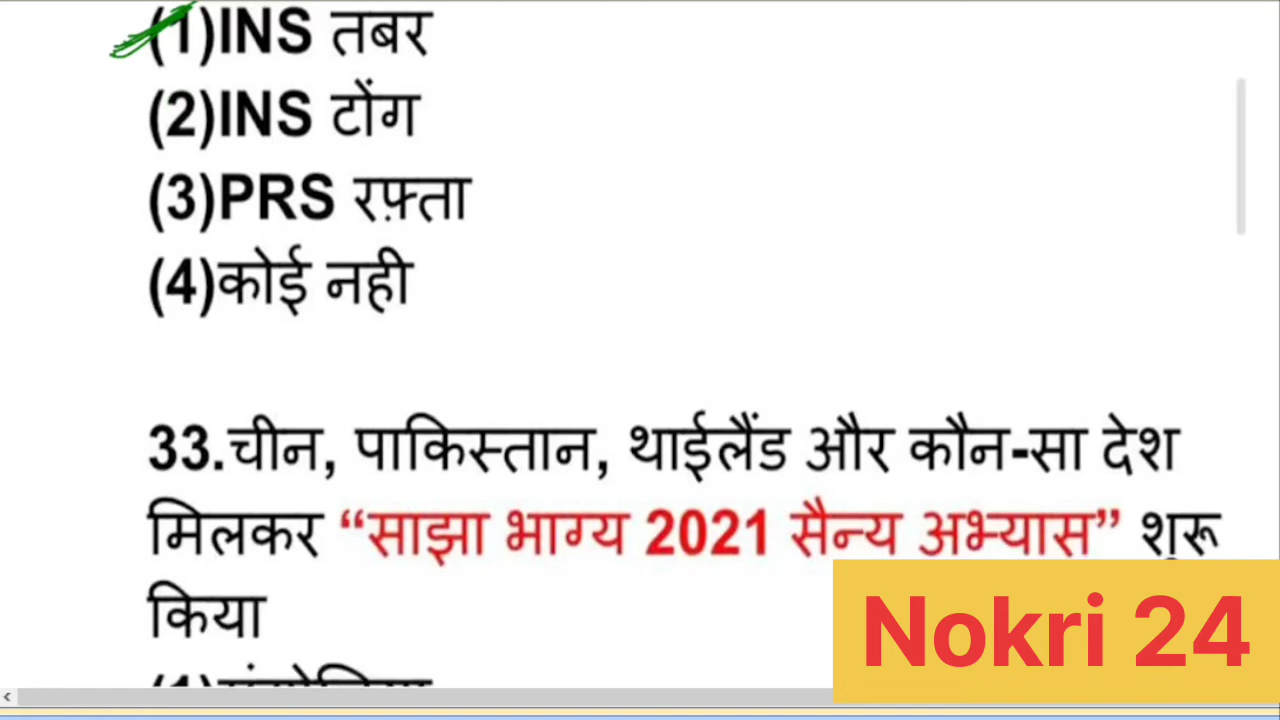 (1)INS तबर
(2)INS टोंग
(3)PRS रफ़्ता
(4)कोई नही
33.चीन, पाकिस्तान, थाईलैंड और कौन-सा देश
मिलकर “साझा भाग्य 2021 सैन्य अभ्यास” शुरू
किया
Nokri 24